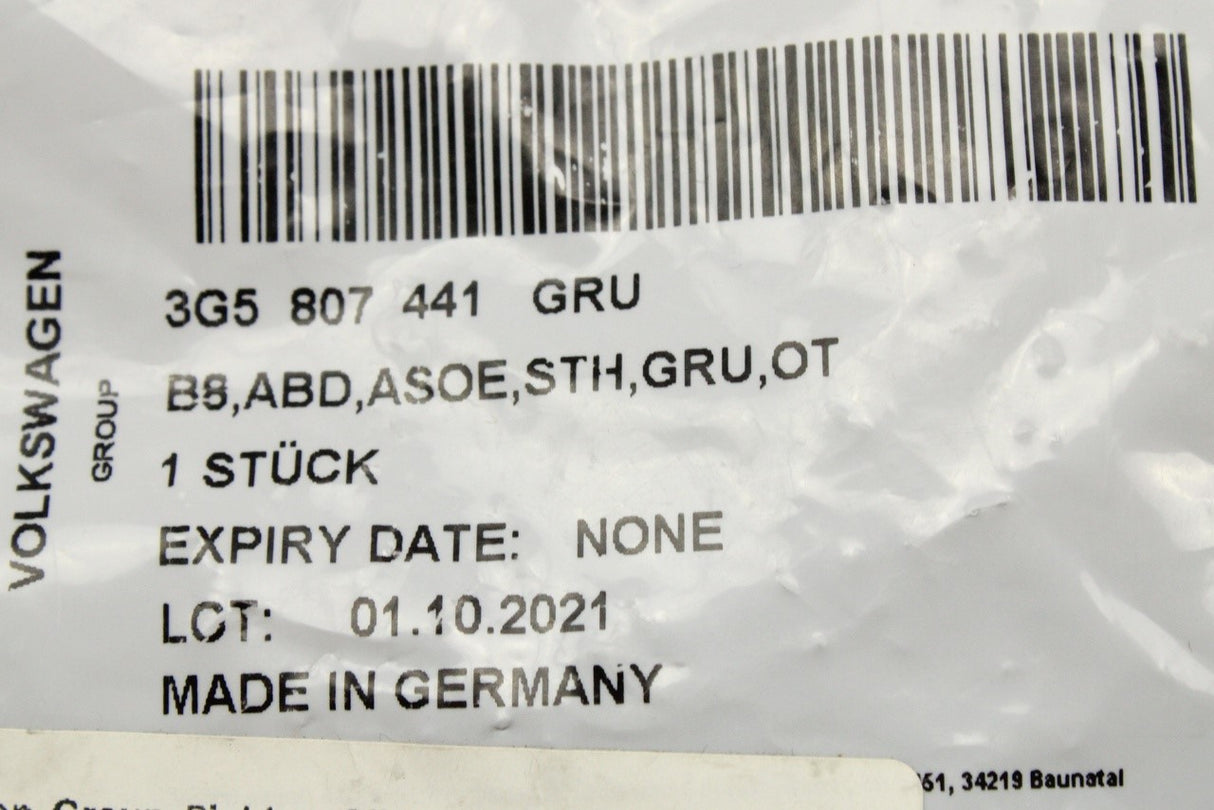 VOLKSWAGEN
GROUP
3G5 807 441 GRU
B8,ABD,ASOE,STH,GRU,OT
1 STÜCK
EXPIRY DATE: NONE
LOT: 01.10.2021
MADE IN GERMANY
34219 Baunatal